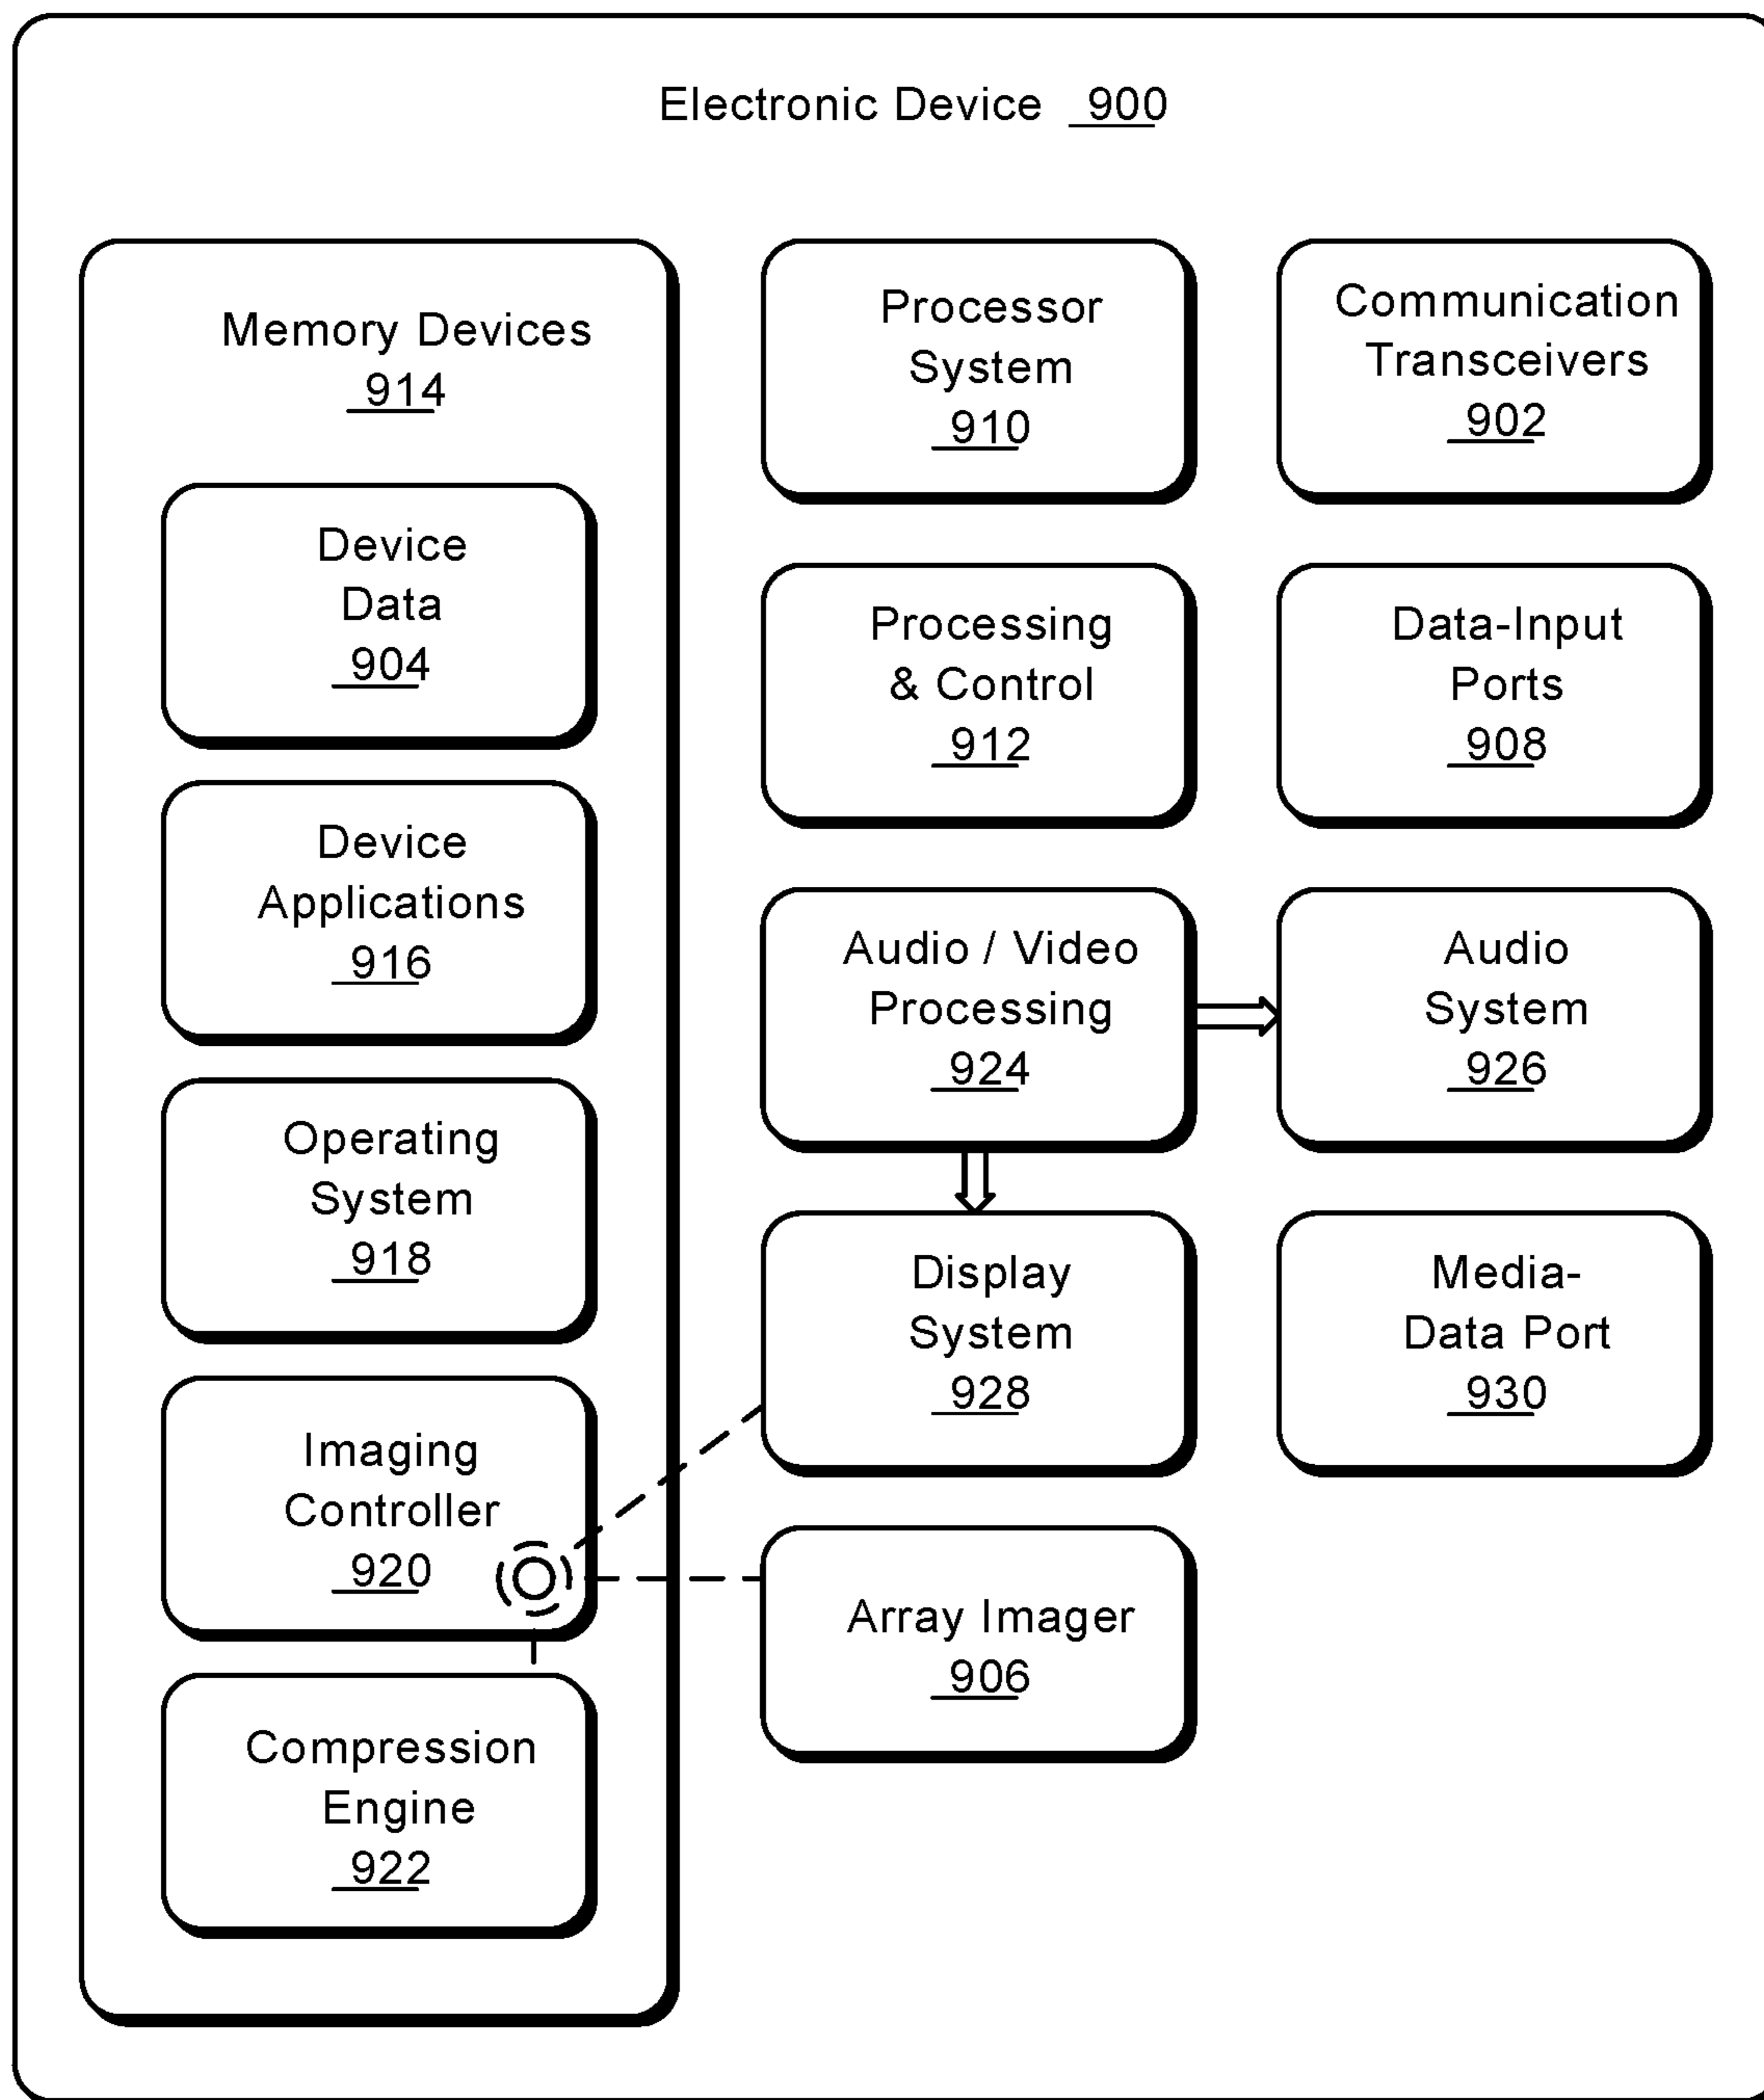 Electronic Device 900
Memory Devices
914
Device
Data
904
Device
Applications
916
Operating
System
918
Imaging
Controller
920
Compression
Engine
922
Processor
System
910
Communication
Transceivers
902
Processing
& Control
912
Data-Input
Ports
908
Audio / Video
Processing
924
Audio
System
926
Display
System
928
Media-
Data Port
930
Array Imager
906